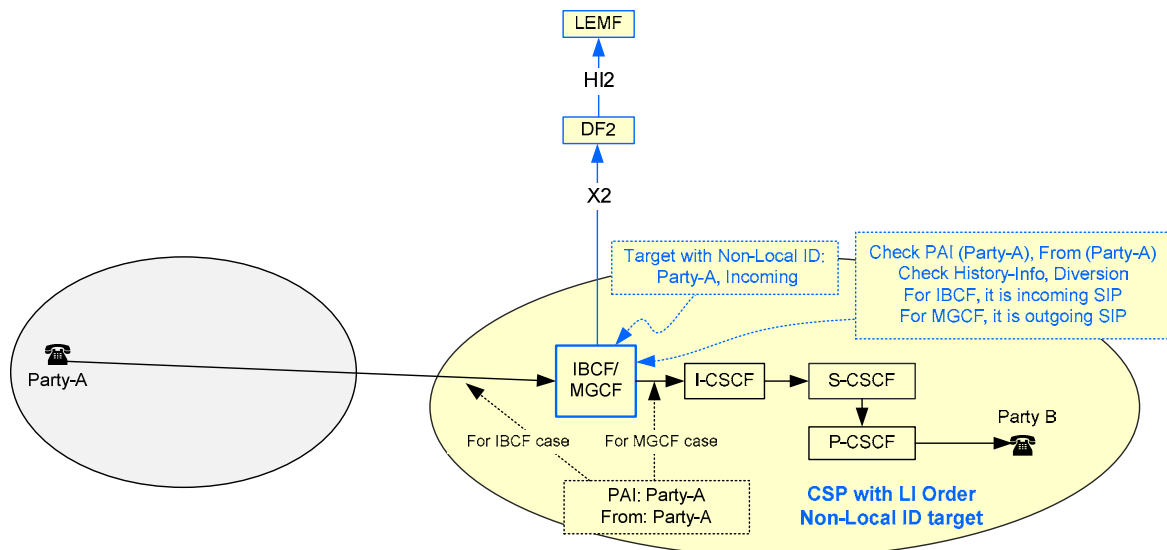 LEMF
HI2
DF2
X2
Target with Non-Local ID:
Party-A, Incoming
Check PAI (Party-A), From (Party-A)
Check History-Info, Diversion
For IBCF, it is incoming SIP
For MGCF, it is outgoing SIP
Party-A
IBCF/
MGCF
I-CSCF
S-CSCF
P-CSCF
Party B
For IBCF case
For MGCF case
PAI: Party-A
From: Party-A
CSP with LI Order
Non-Local ID target